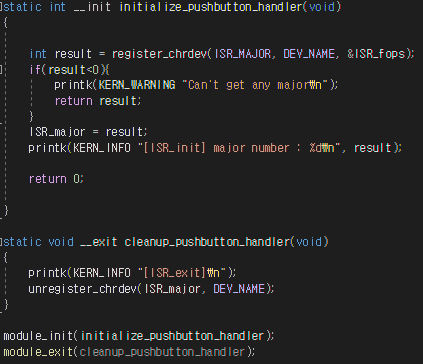 static int __init initialize_pushbutton_handler(void)
{
int result = register_chrdev(ISR_MAJOR, DEV_NAME, &ISR_fops);
if(result<0){
printk(KERN_WARNING "Can't get any major₩n");
return result;
}
ISR_major = result;
printk(KERN_INFO "[ISR_init] major number : %d₩n", result);
return 0;
}
static void __exit cleanup_pushbutton_handler(void)
{
printk(KERN_INFO "[ISR_exit]₩n");
unregister_chrdev(ISR_major, DEV_NAME);
}
module_init(initialize_pushbutton_handler);
module_exit(cleanup_pushbutton_handler);